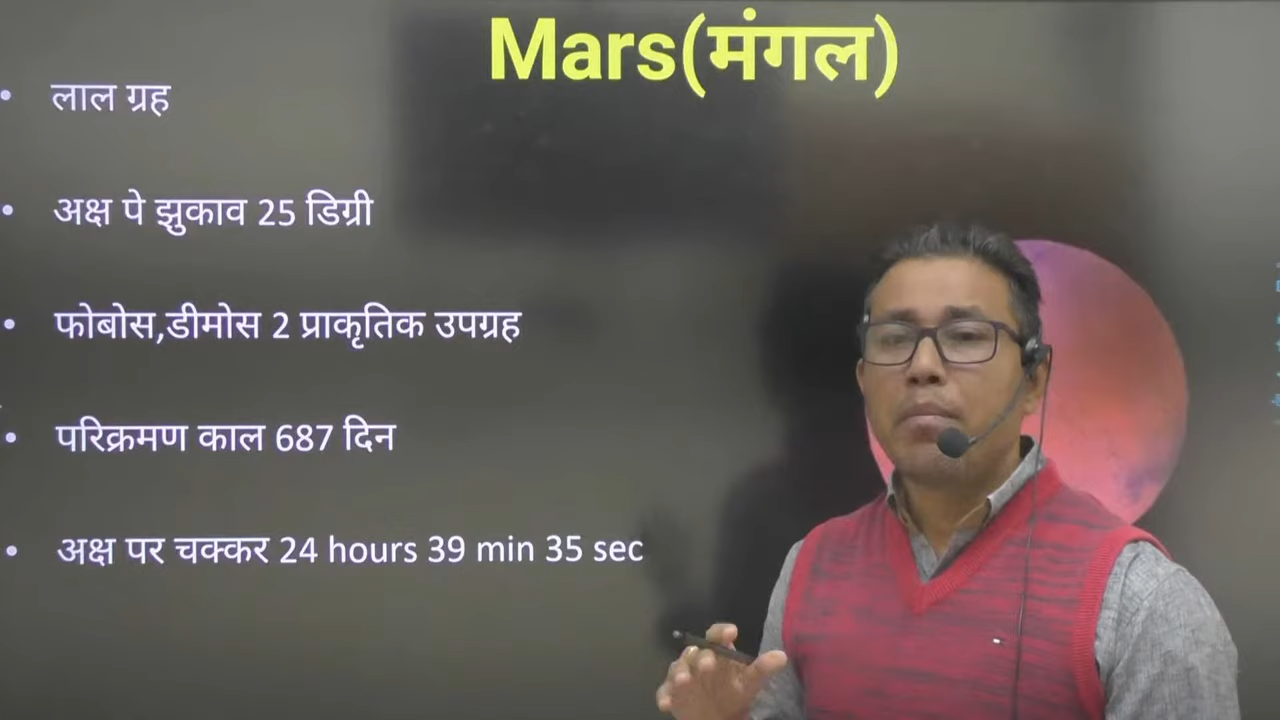 Mars(मंगल)
लाल ग्रह
अक्ष पे झुकाव 25 डिग्री
फोबोस,डीमोस 2 प्राकृतिक उपग्रह
परिक्रमण काल 687 दिन
अक्ष पर चक्कर 24 hours 39 min 35 sec